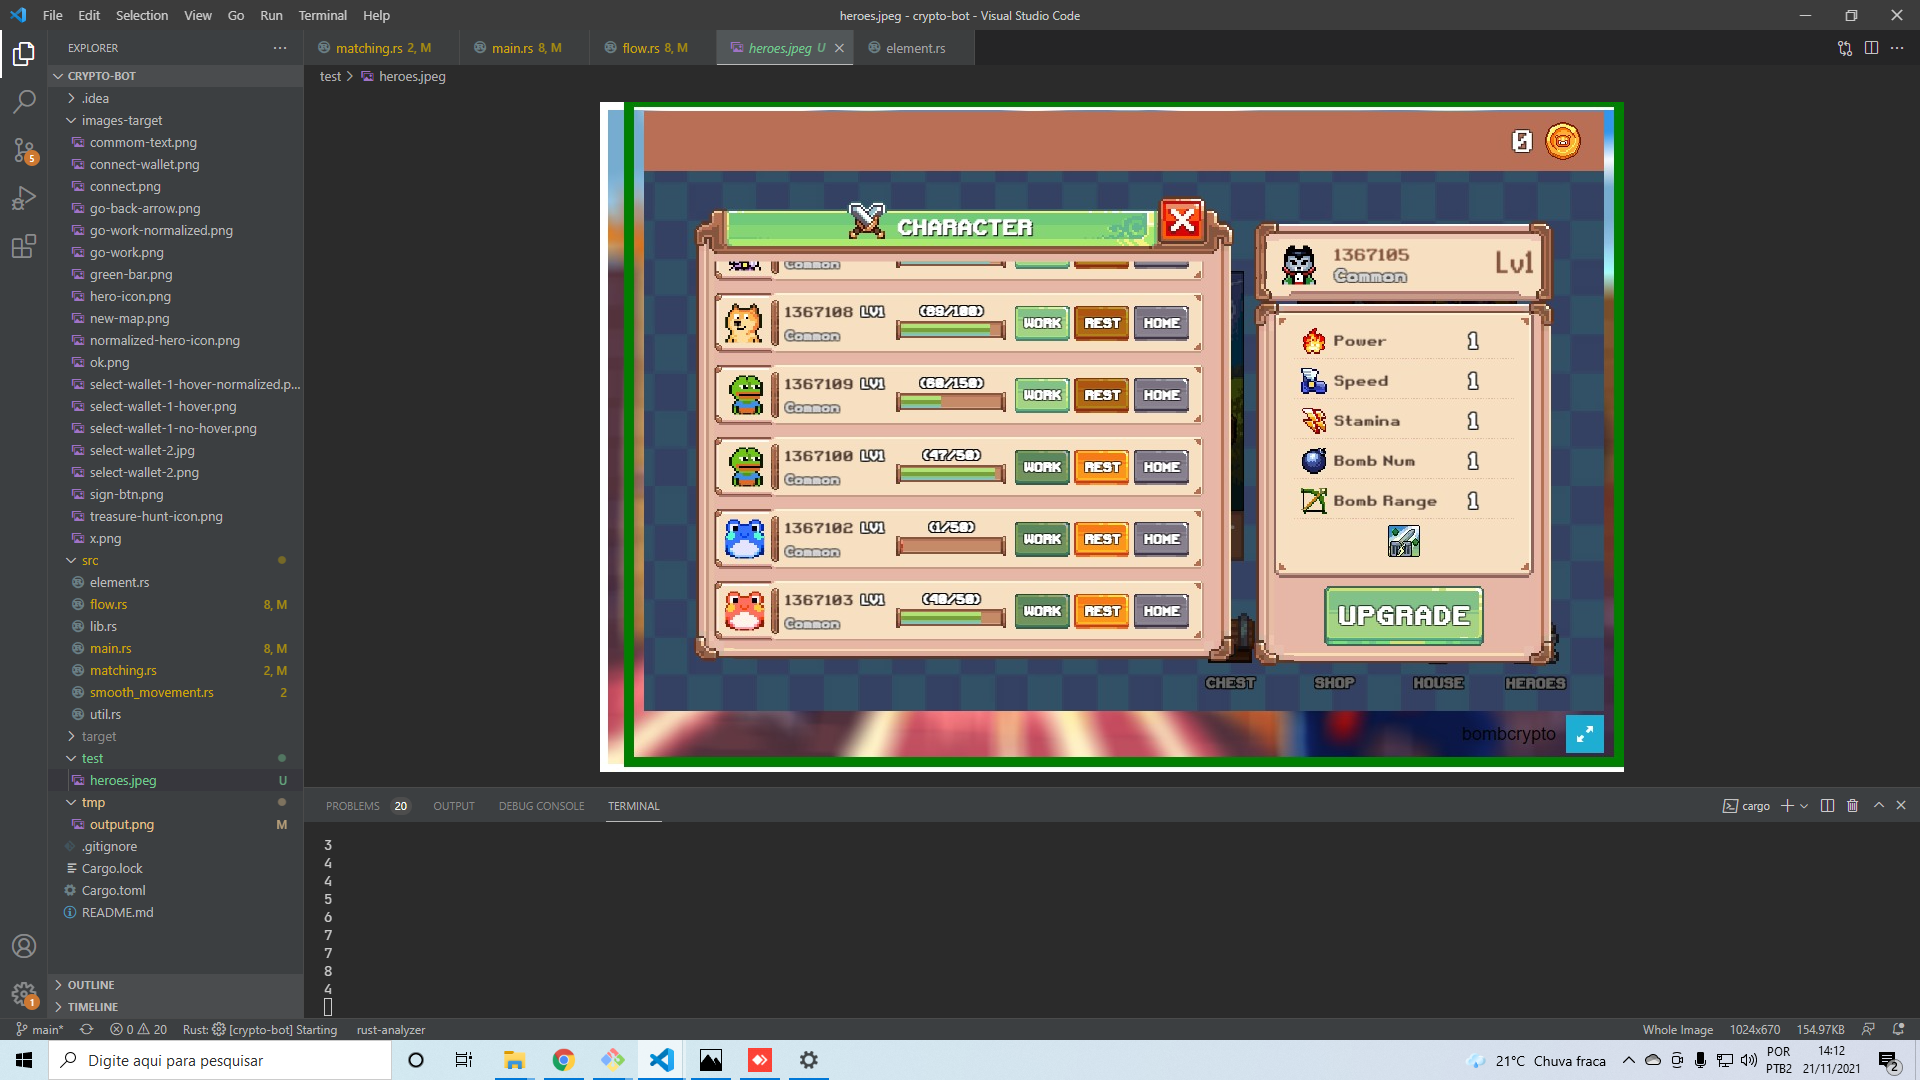 File Edit Selection View Go Run Terminal Help
heroes.jpeg - crypto-bot - Visual Studio Code
EXPLORER
CRYPTO-BOT
.idea
images-target
commom-text.png
connect-wallet.png
connect.png
go-back-arrow.png
go-work-normalized.png
go-work.png
green-bar.png
hero-icon.png
new-map.png
normalized-hero-icon.png
ok.png
select-wallet-1-hover-normalized.p...
select-wallet-1-hover.png
select-wallet-1-no-hover.png
select-wallet-2.jpg
select-wallet-2.png
sign-btn.png
treasure-hunt-icon.png
x.png
src
element.rs
flow.rs 8, M
lib.rs
main.rs 8, M
matching.rs 2, M
smooth_movement.rs 2
util.rs
target
test
heroes.jpeg U
tmp
output.png M
.gitignore
Cargo.lock
Cargo.toml
README.md
OUTLINE
TIMELINE
5
1
matching.rs 2, M
main.rs 8, M
flow.rs 8, M
heroes.jpeg U
element.rs
test > heroes.jpeg
0
CHARACTER
Common
1367108 LV1 (89/100) WORK REST HOME
Common
1367109 LV1 (60/150) WORK REST HOME
Common
1367100 LV1 (47/50) WORK REST HOME
Common
1367102 LV1 (1/50) WORK REST HOME
Common
1367103 LV1 (40/50) WORK REST HOME
Common
1367105
Common
Lv1
Power 1
Speed 1
Stamina 1
Bomb Num 1
Bomb Range 1
UPGRADE
CHEST SHOP HOUSE HEROES
bombcrypto
PROBLEMS 20 OUTPUT DEBUG CONSOLE TERMINAL
cargo
3
4
4
5
6
7
7
8
4
main* 0 20 Rust: [crypto-bot] Starting rust-analyzer
Whole Image 1024x670 154.97KB
Digite aqui para pesquisar
21°C Chuva fraca
POR
PTB2
14:12
21/11/2021
2